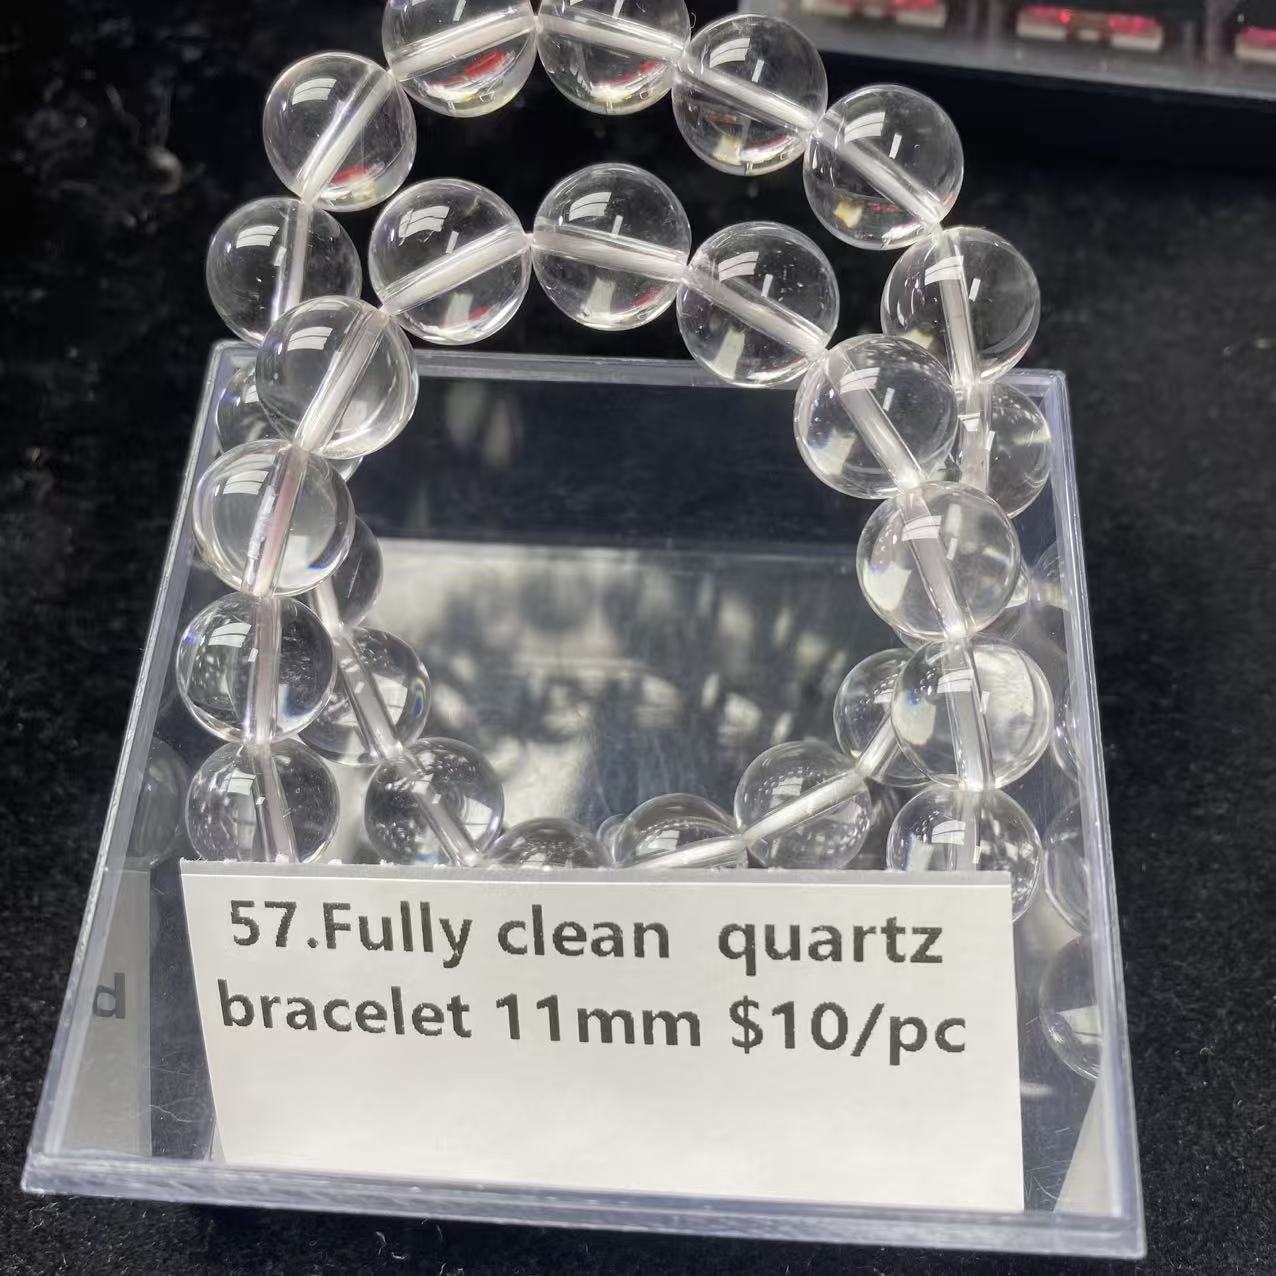 57.Fully clean quartz
bracelet 11mm $10/pc
d